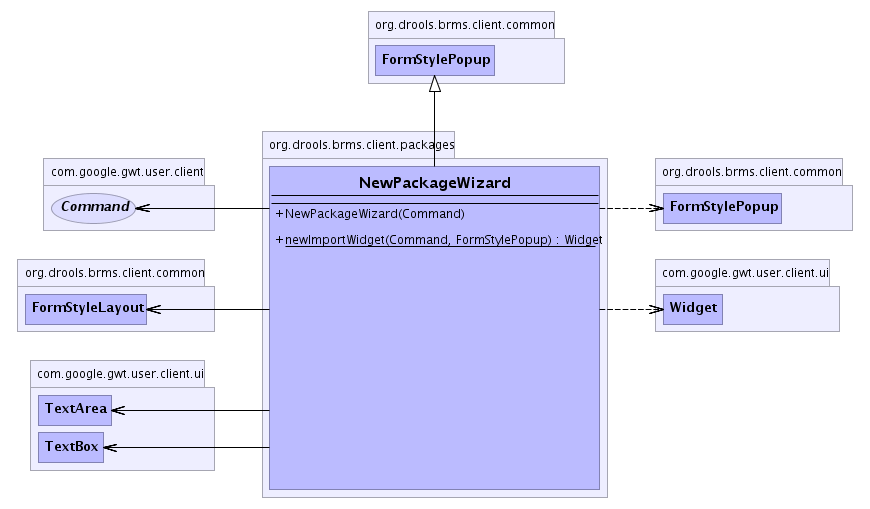 org.drools.brms.client.common
FormStylePopup
org.drools.brms.client.packages
NewPackageWizard
+ NewPackageWizard(Command)
+ newImportWidget(Command, FormStylePopup) : Widget
com.google.gwt.user.client
Command
org.drools.brms.client.common
FormStyleLayout
com.google.gwt.user.client.ui
TextArea
TextBox
org.drools.brms.client.common
FormStylePopup
com.google.gwt.user.client.ui
Widget